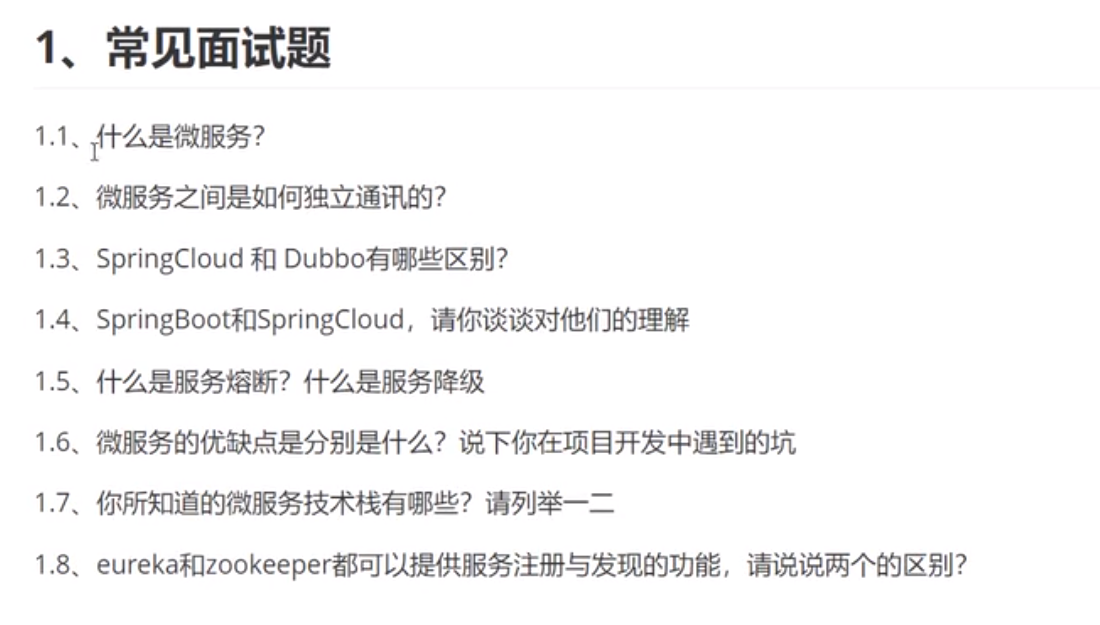 1、常见面试题
1.1、什么是微服务？
1.2、微服务之间是如何独立通讯的？
1.3、SpringCloud 和 Dubbo有哪些区别？
1.4、SpringBoot和SpringCloud，请你谈谈对他们的理解
1.5、什么是服务熔断？什么是服务降级
1.6、微服务的优缺点是分别是什么？说下你在项目开发中遇到的坑
1.7、你所知道的微服务技术栈有哪些？请列举一二
1.8、eureka和zookeeper都可以提供服务注册与发现的功能，请说说两个的区别？